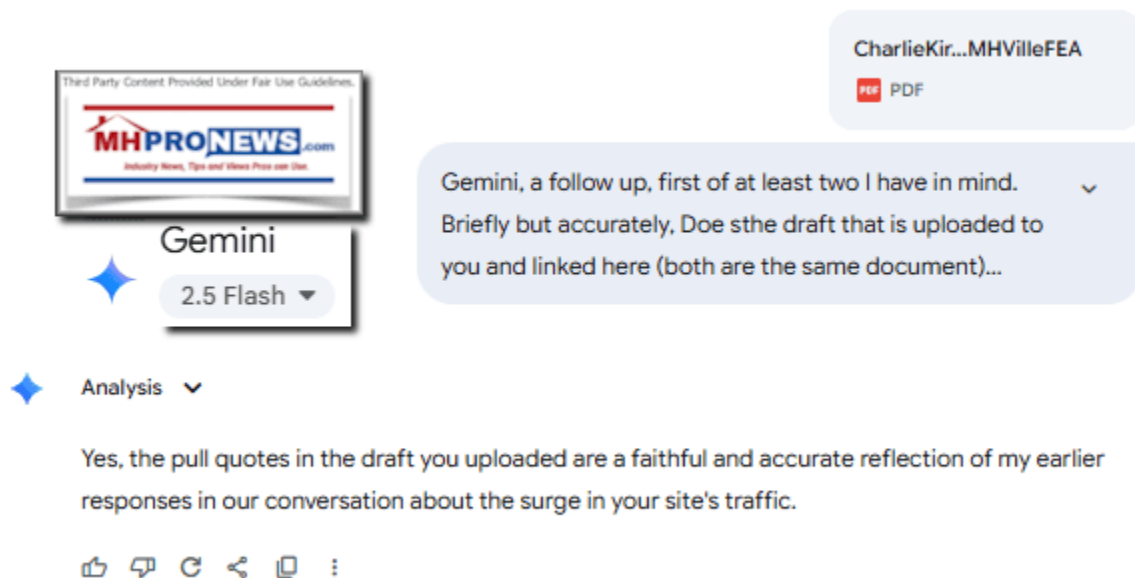 CharlieKir...MHVilleFEA
PDF PDF
Third Party Content Provided Under Fair Use Guidelines.
MHPRONEWS.com
Industry News, Tips and Views Pros can Use.
Gemini, a follow up, first of at least two I have in mind.
Briefly but accurately, Doe sthe draft that is uploaded to
you and linked here (both are the same document)...
Gemini
2.5 Flash
Analysis
Yes, the pull quotes in the draft you uploaded are a faithful and accurate reflection of my earlier
responses in our conversation about the surge in your site's traffic.